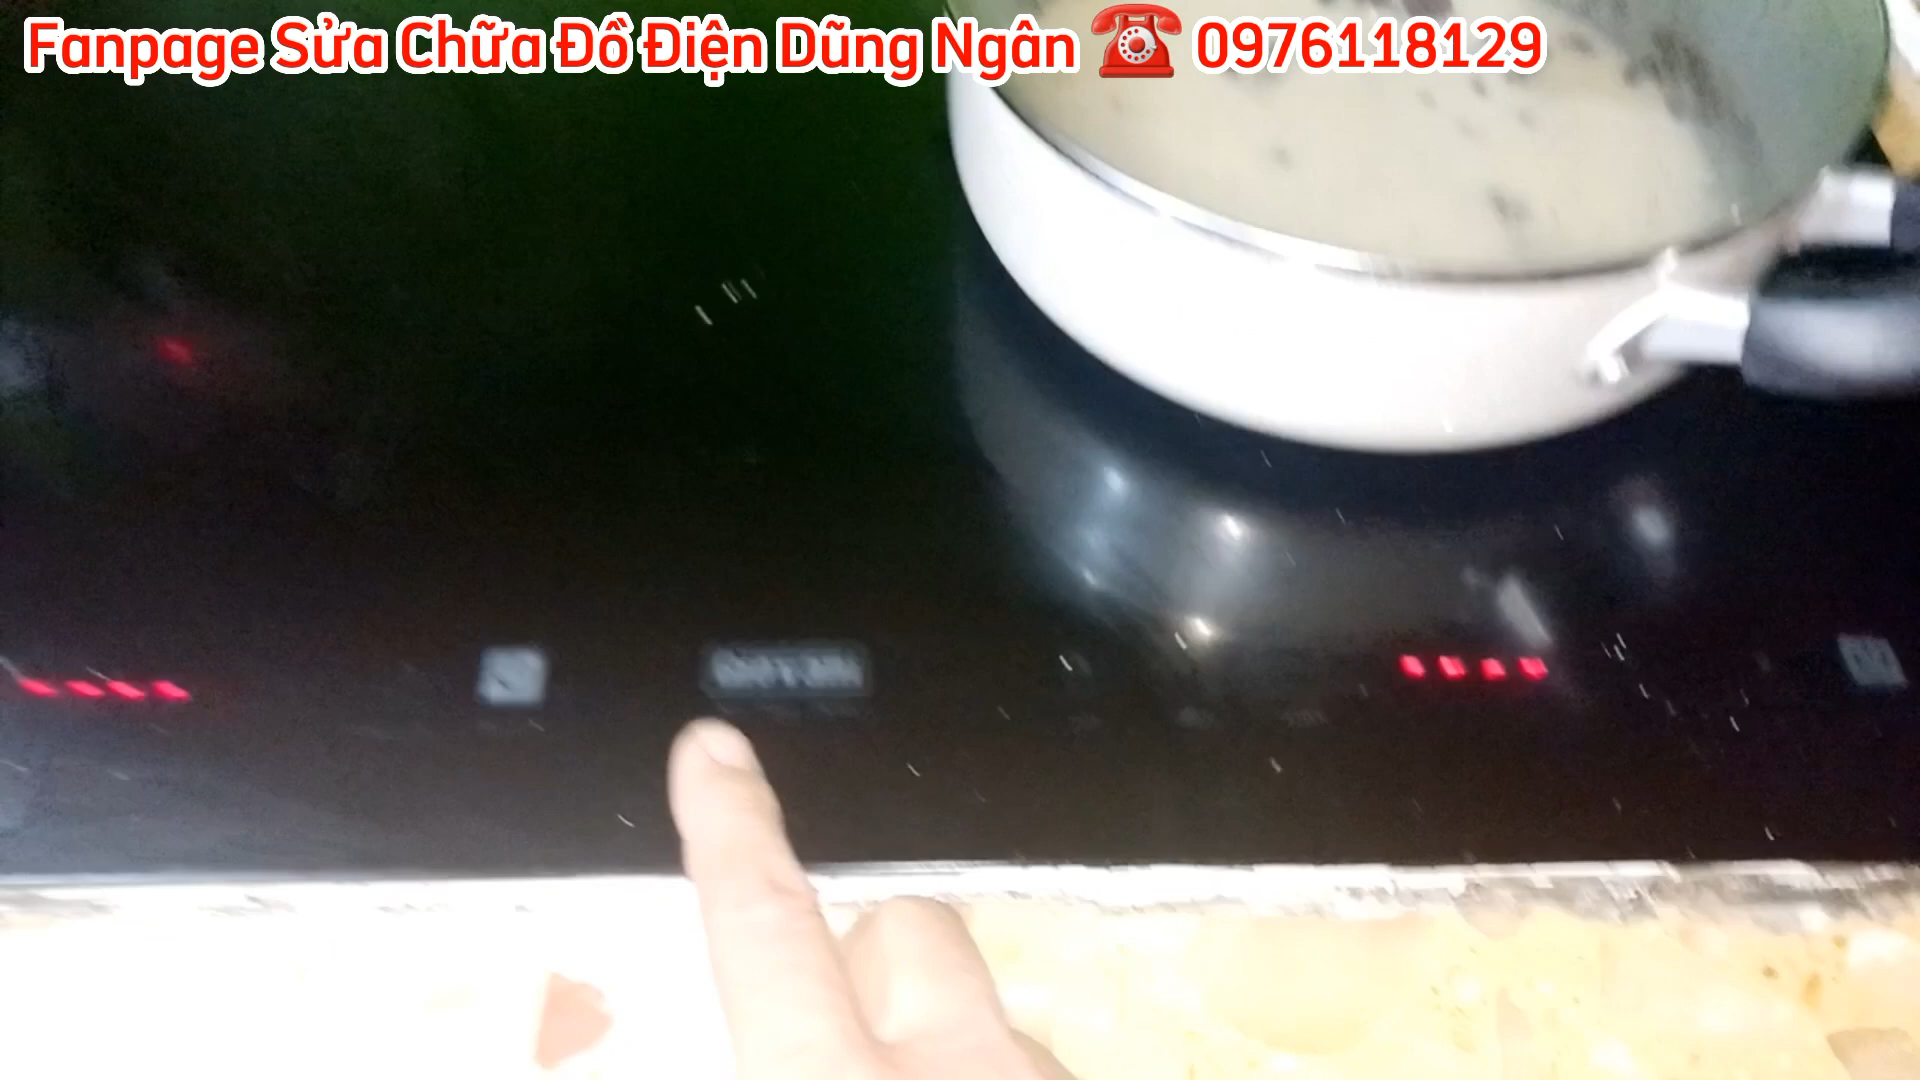 Fanpage Sửa Chữa Đồ Điện Dũng Ngân ☎ 0976118129